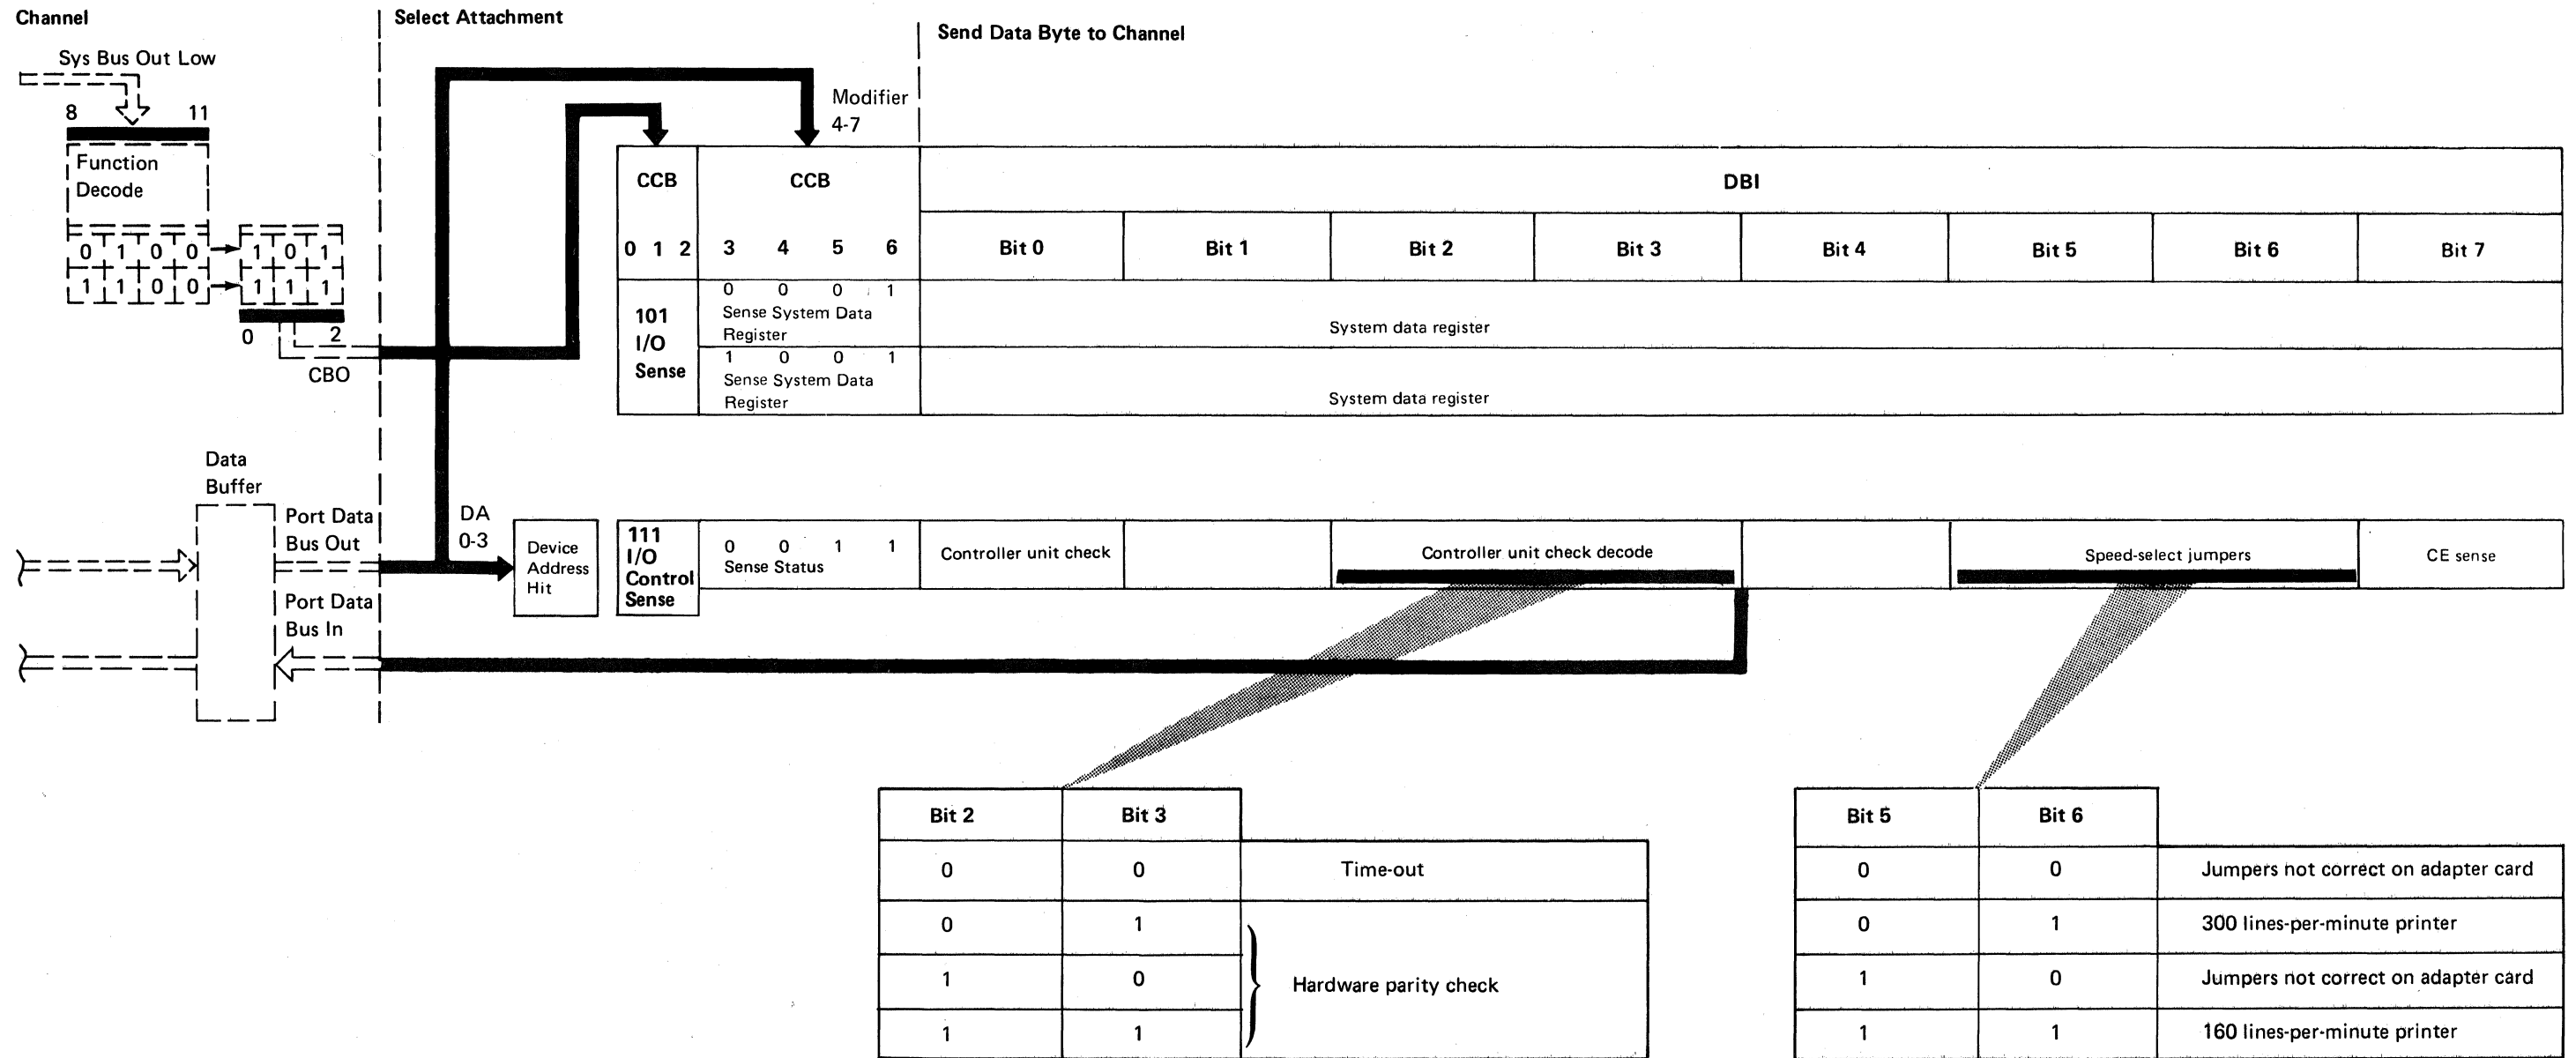 Channel
Select Attachment
Send Data Byte to Channel
Sys Bus Out Low
8 11
Function
Decode
0 1 0 0 1 0 1
1 1 0 0 1 1 1
0 2
CBO
Modifier
4-7
CCB CCB DBI
0 1 2 3 4 5 6 Bit 0 Bit 1 Bit 2 Bit 3 Bit 4 Bit 5 Bit 6 Bit 7
101
I/O
Sense
0 0 0 1
Sense System Data
Register
System data register
1 0 0 1
Sense System Data
Register
System data register
Data
Buffer
Port Data
Bus Out
DA
0-3
Device
Address
Hit
111
I/O
Control
Sense
0 0 1 1
Sense Status
Controller unit check
Controller unit check decode
Speed-select jumpers
CE sense
Port Data
Bus In
Bit 2 Bit 3
0 0 Time-out
0 1
1 0 Hardware parity check
1 1
Bit 5 Bit 6
0 0 Jumpers not correct on adapter card
0 1 300 lines-per-minute printer
1 0 Jumpers not correct on adapter card
1 1 160 lines-per-minute printer